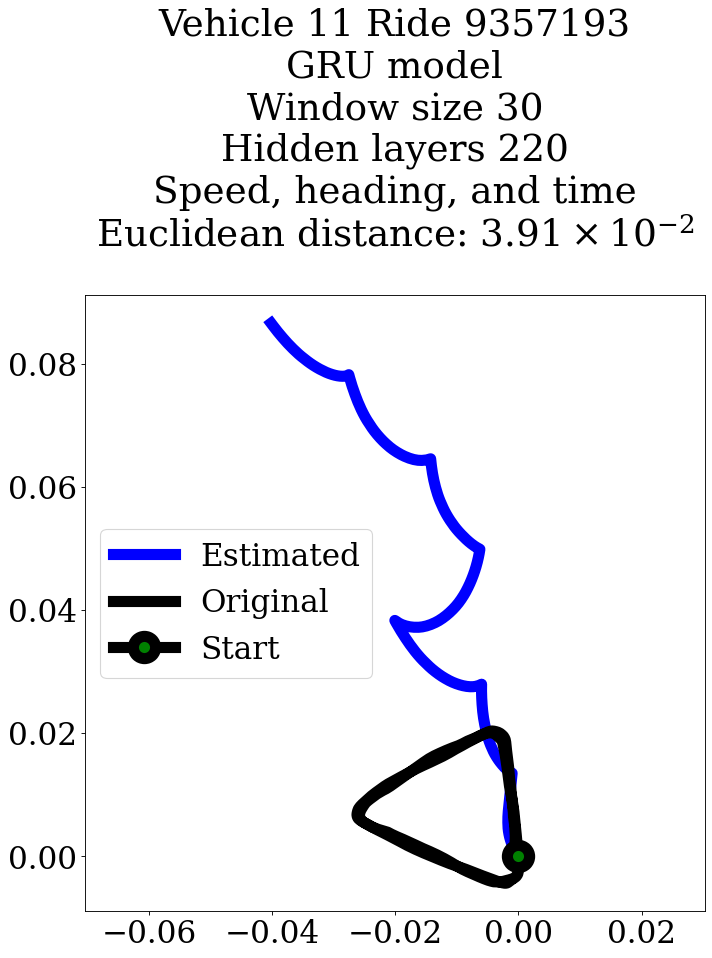 Vehicle 11 Ride 9357193
GRU model
Window size 30
Hidden layers 220
Speed, heading, and time
Euclidean distance: 3.91 × 10⁻²
0.08
0.06
0.04
0.02
0.00
Estimated
Original
Start
−0.06 −0.04 −0.02 0.00 0.02